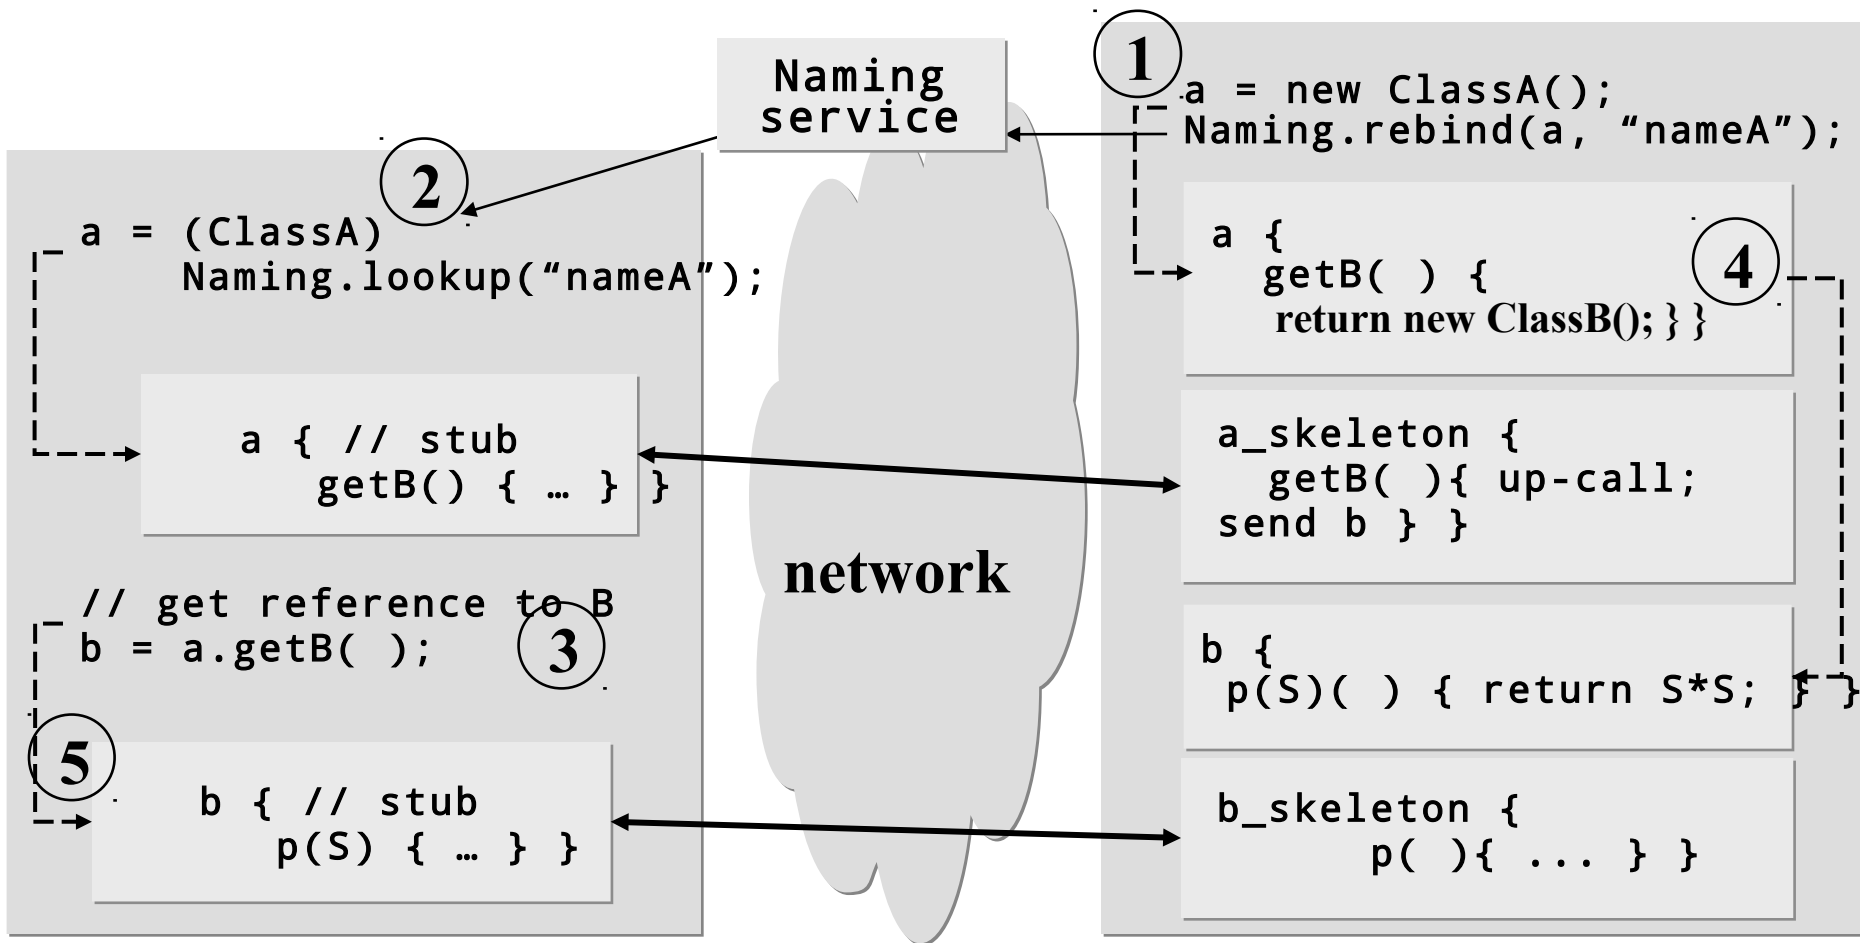 Naming
service
1
a = new ClassA();
Naming.rebind(a, “nameA”);
2
a = (ClassA)
Naming.lookup(“nameA”);
a {
getB( ) {
return new ClassB(); } }
4
a { // stub
getB() { … } }
a_skeleton {
getB( ){ up-call;
send b } }
network
// get reference to B
b = a.getB( );
3
b {
p(S)( ) { return S*S; } }
5
b { // stub
p(S) { … } }
b_skeleton {
p( ){ ... } }